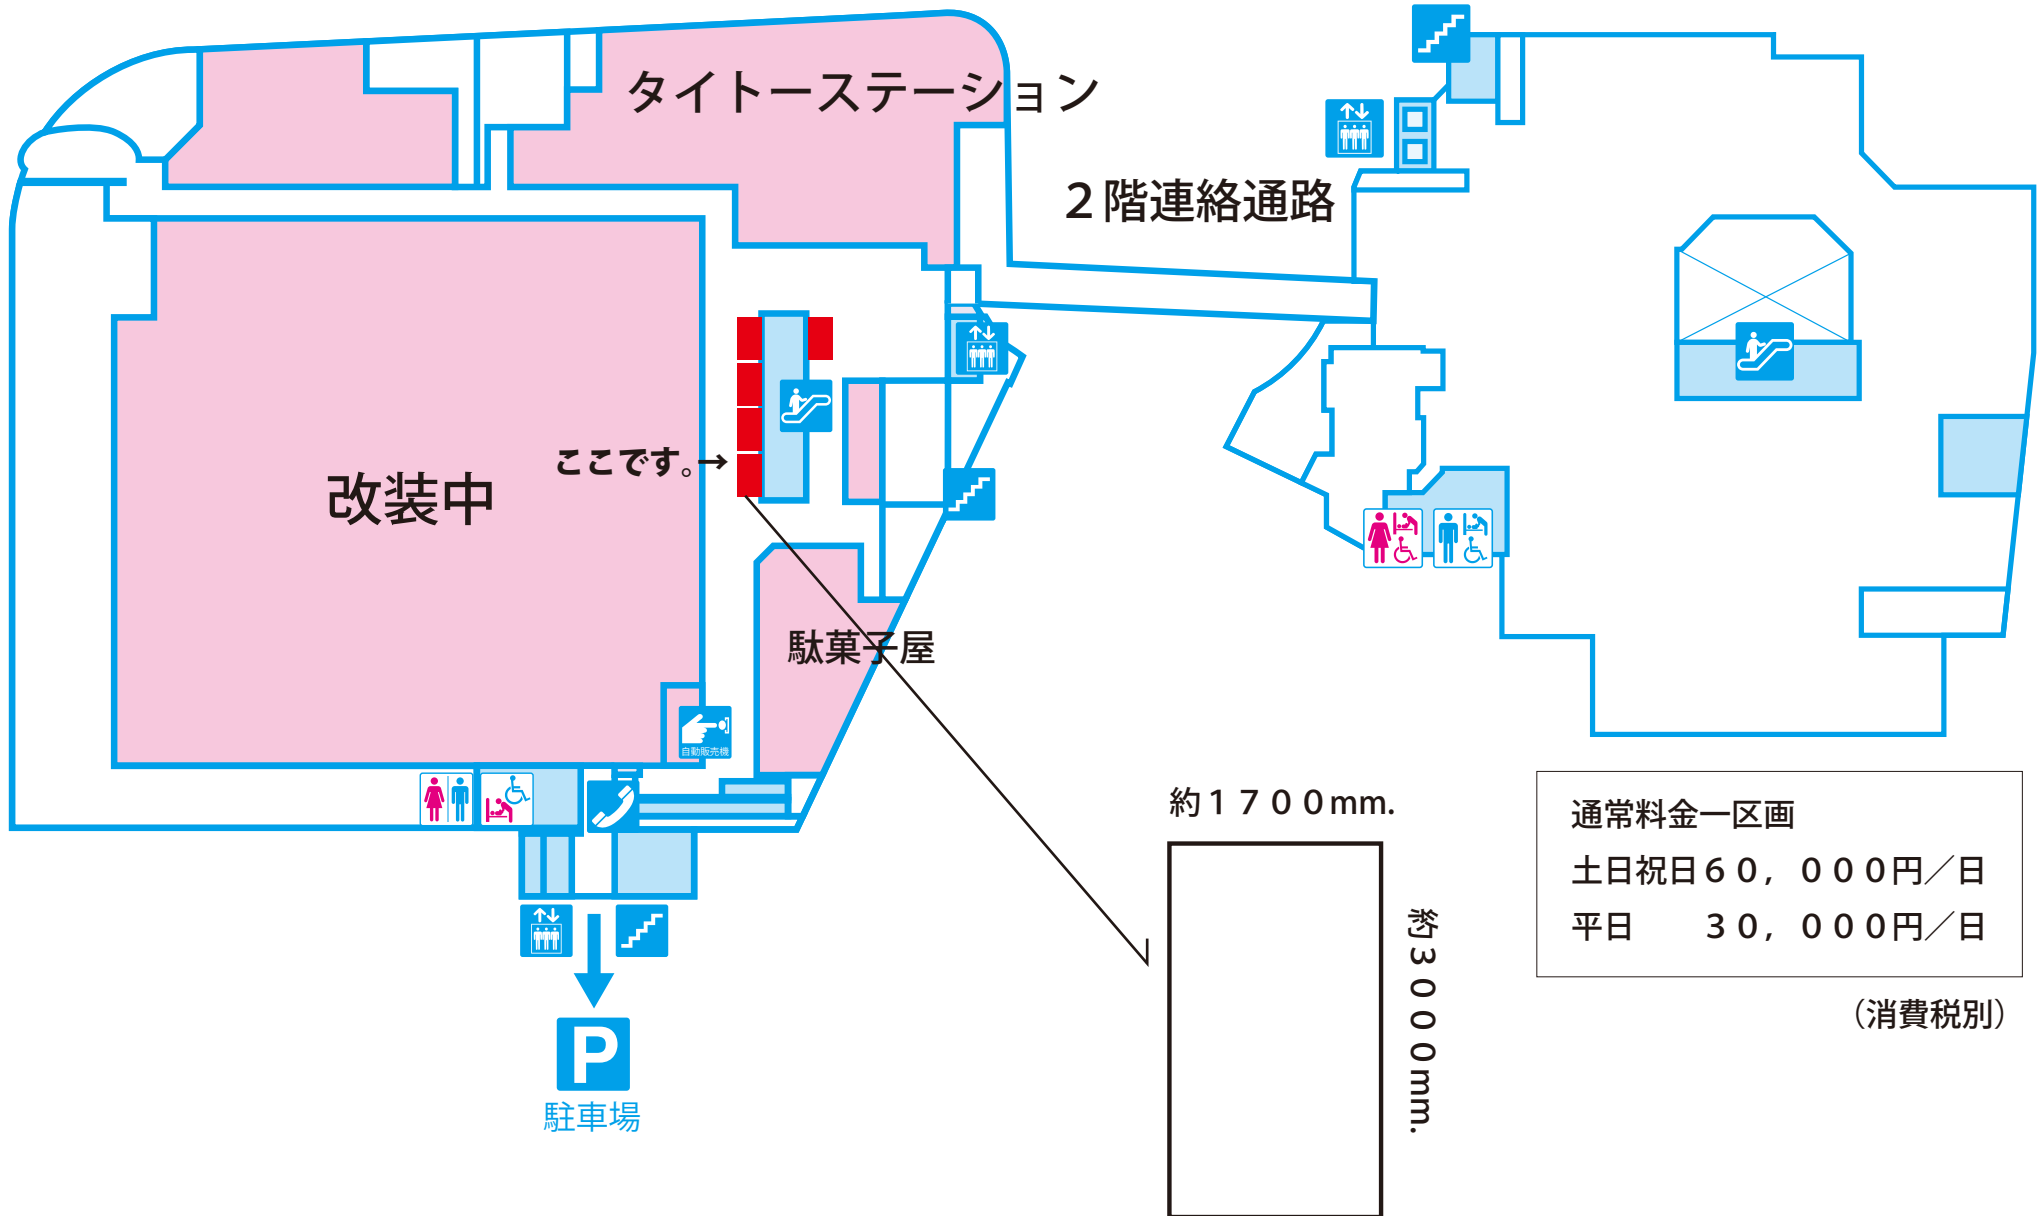 タイトーステーション
２階連絡通路
ここです。→
改装中
駄菓子屋
自動販売機
約１７００mm.
約３０００mm.
通常料金一区画
土日祝日６０，０００円／日
平日　　３０，０００円／日
（消費税別）
P
駐車場